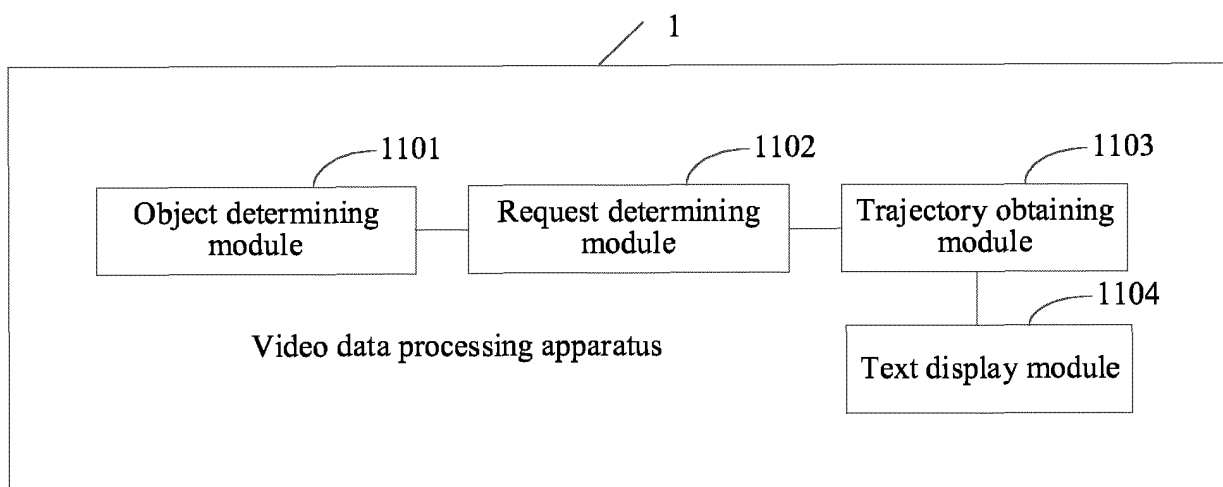 1
1101
1102
1103
Object determining
module
Request determining
module
Trajectory obtaining
module
1104
Video data processing apparatus
Text display module